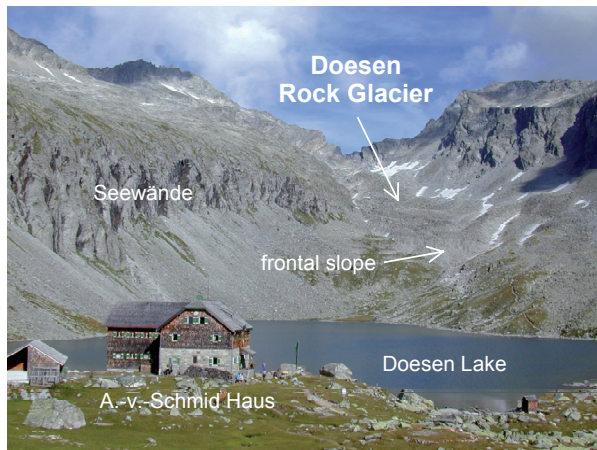 Doesen
Rock Glacier
Seewände
frontal slope
Doesen Lake
A.-v.-Schmid Haus